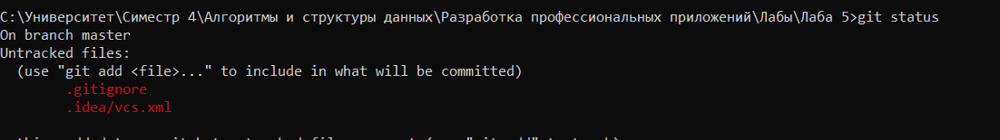 C:\Университет\Симестр 4\Алгоритмы и структуры данных\Разработка профессиональных приложений\Лабы\Лаба 5>git status
On branch master
Untracked files:
  (use "git add <file>..." to include in what will be committed)
        .gitignore
        .idea/vcs.xml